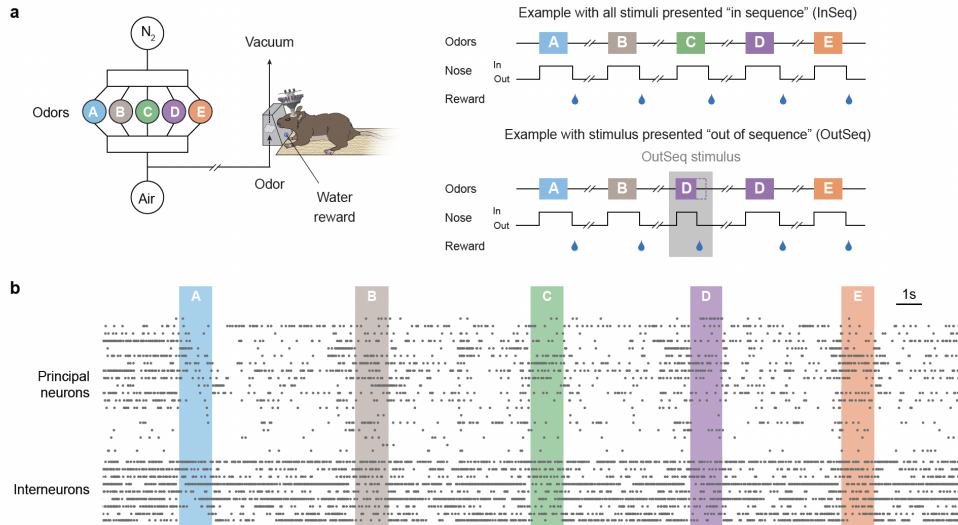 a
N2
Odors
A B C D E
Air
Vacuum
Odor
Water
reward
Example with all stimuli presented “in sequence” (InSeq)
Odors A B C D E
Nose In
Out
Reward
Example with stimulus presented “out of sequence” (OutSeq)
OutSeq stimulus
Odors A B D D E
Nose In
Out
Reward
b
A B C D E
1s
Principal
neurons
Interneurons